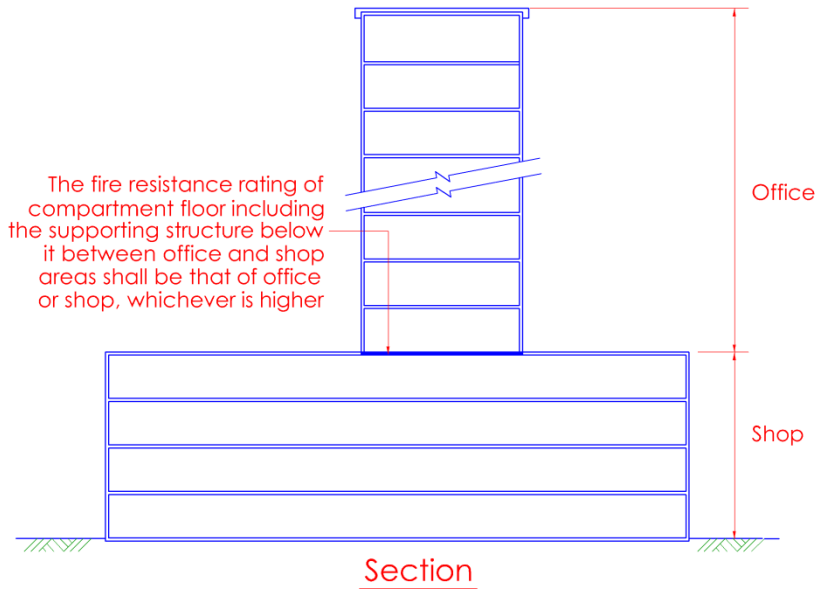 The fire resistance rating of
compartment floor including
the supporting structure below
it between office and shop
areas shall be that of office
or shop, whichever is higher
Office
Shop
Section